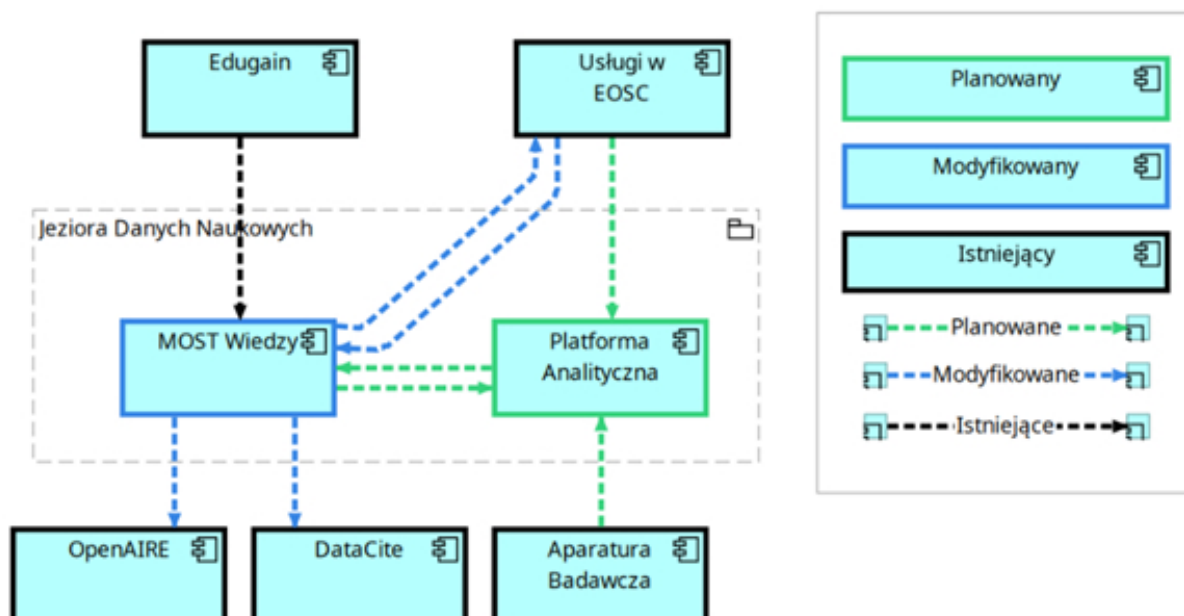 Edugain
Usługi w
EOSC
Jeziora Danych Naukowych
MOST Wiedzy
Platforma
Analityczna
OpenAIRE
DataCite
Aparatura
Badawcza
Planowany
Modyfikowany
Istniejący
Planowane
Modyfikowane
Istniejące